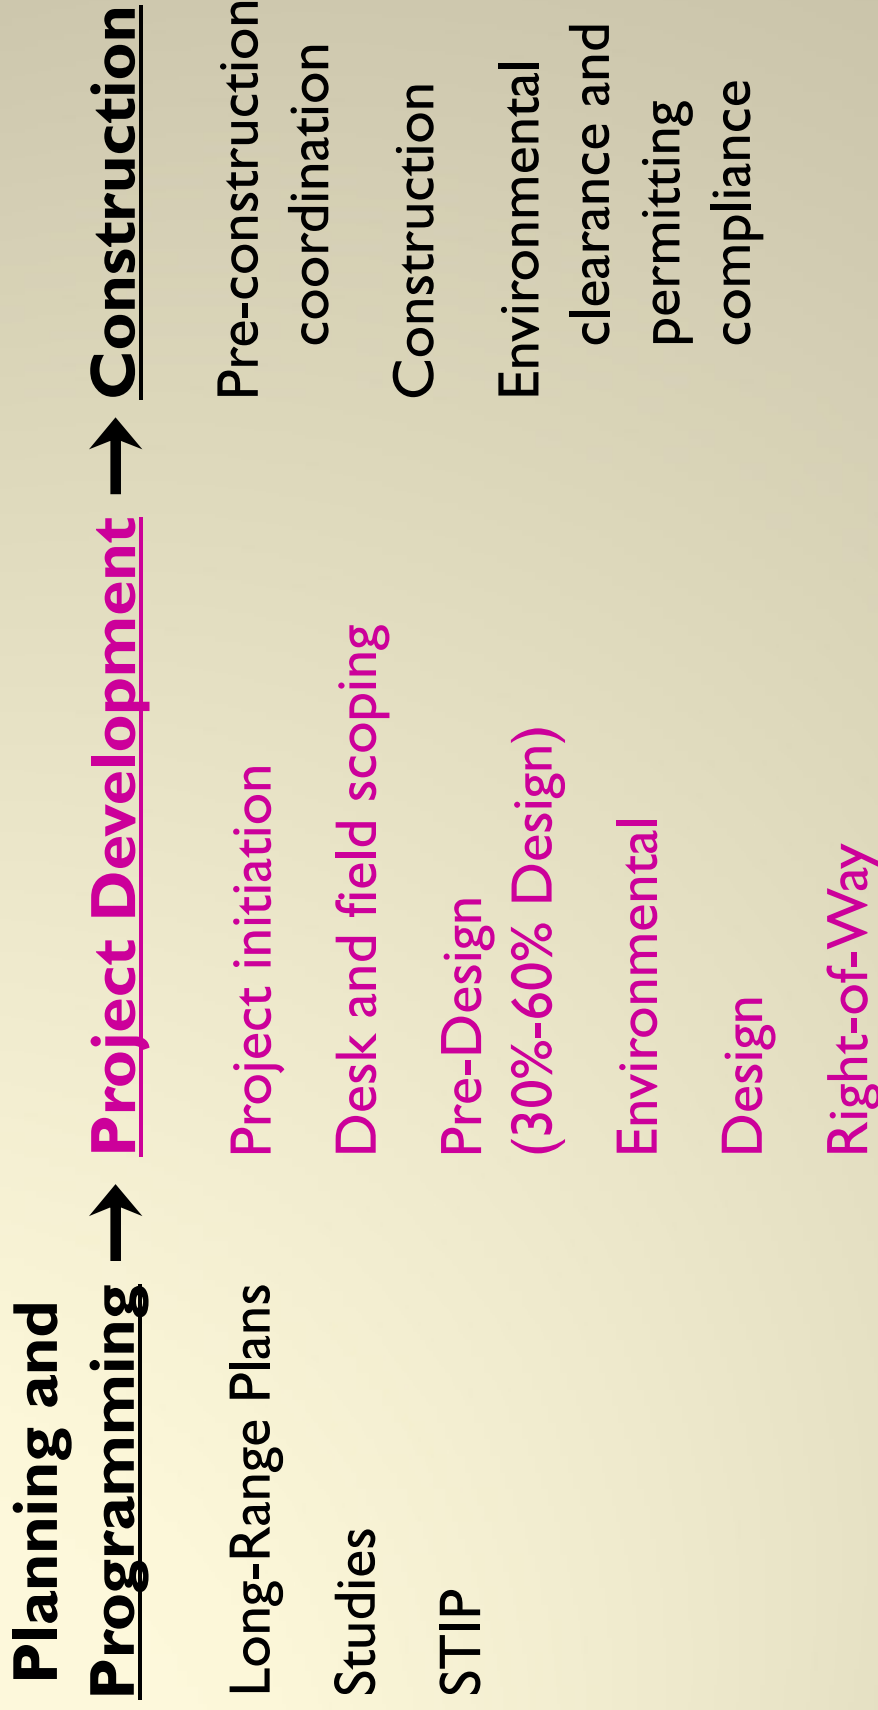 Planning and
Programming → Project Development → Construction
Long-Range Plans
Studies
STIP
Project initiation
Desk and field scoping
Pre-Design
(30%-60% Design)
Environmental
Design
Right-of-Way
Pre-construction
coordination
Construction
Environmental
clearance and
permitting
compliance